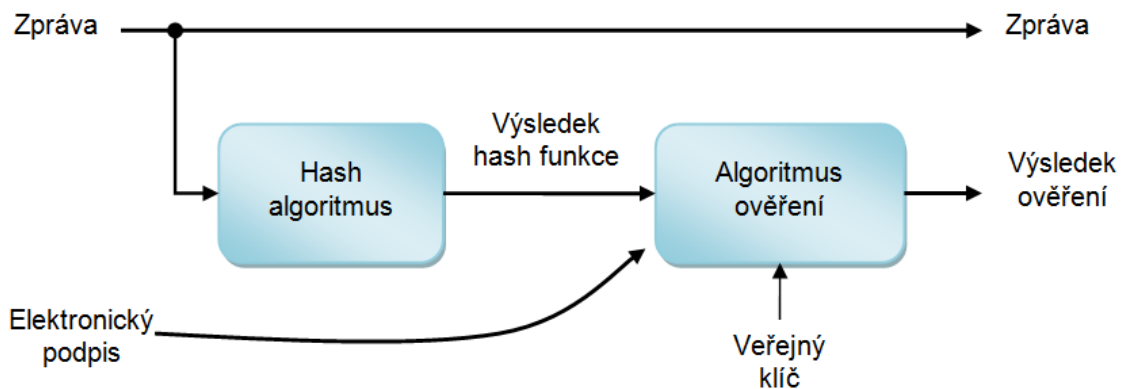 Zpráva
Zpráva
Hash
algoritmus
Výsledek
hash funkce
Algoritmus
ověření
Výsledek
ověření
Elektronický
podpis
Veřejný
klíč